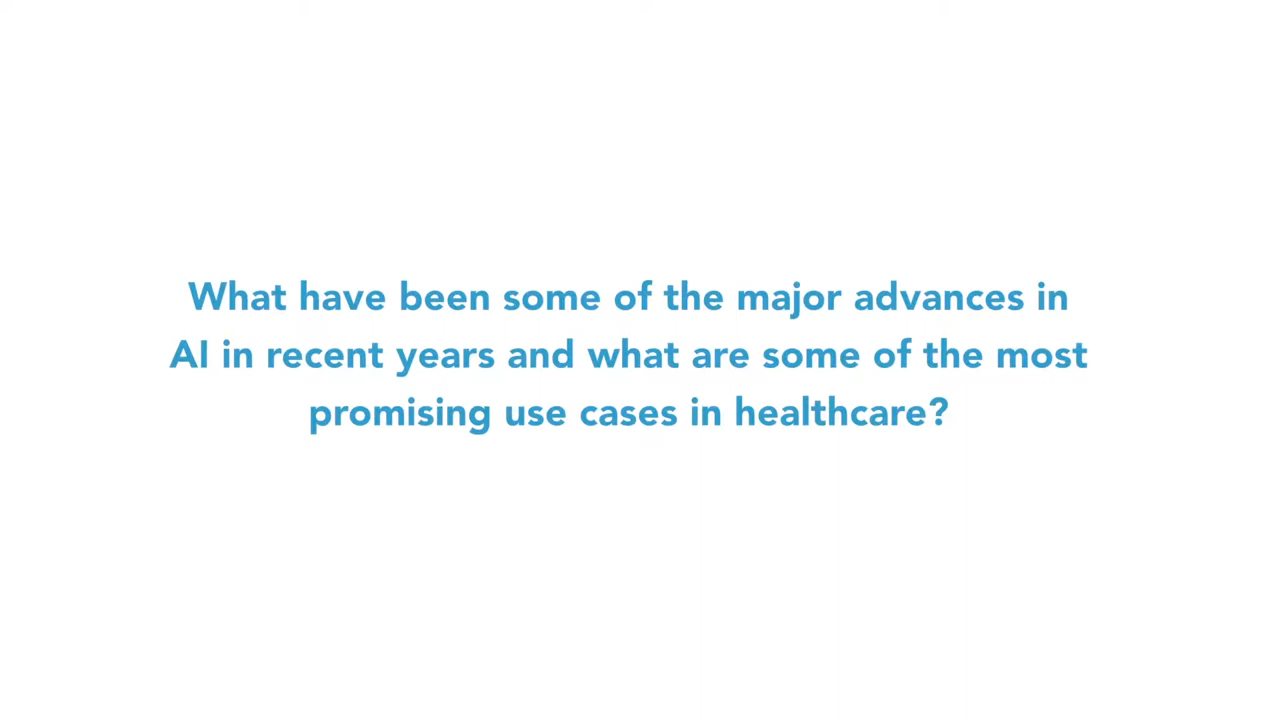 What have been some of the major advances in
AI in recent years and what are some of the most
promising use cases in healthcare?